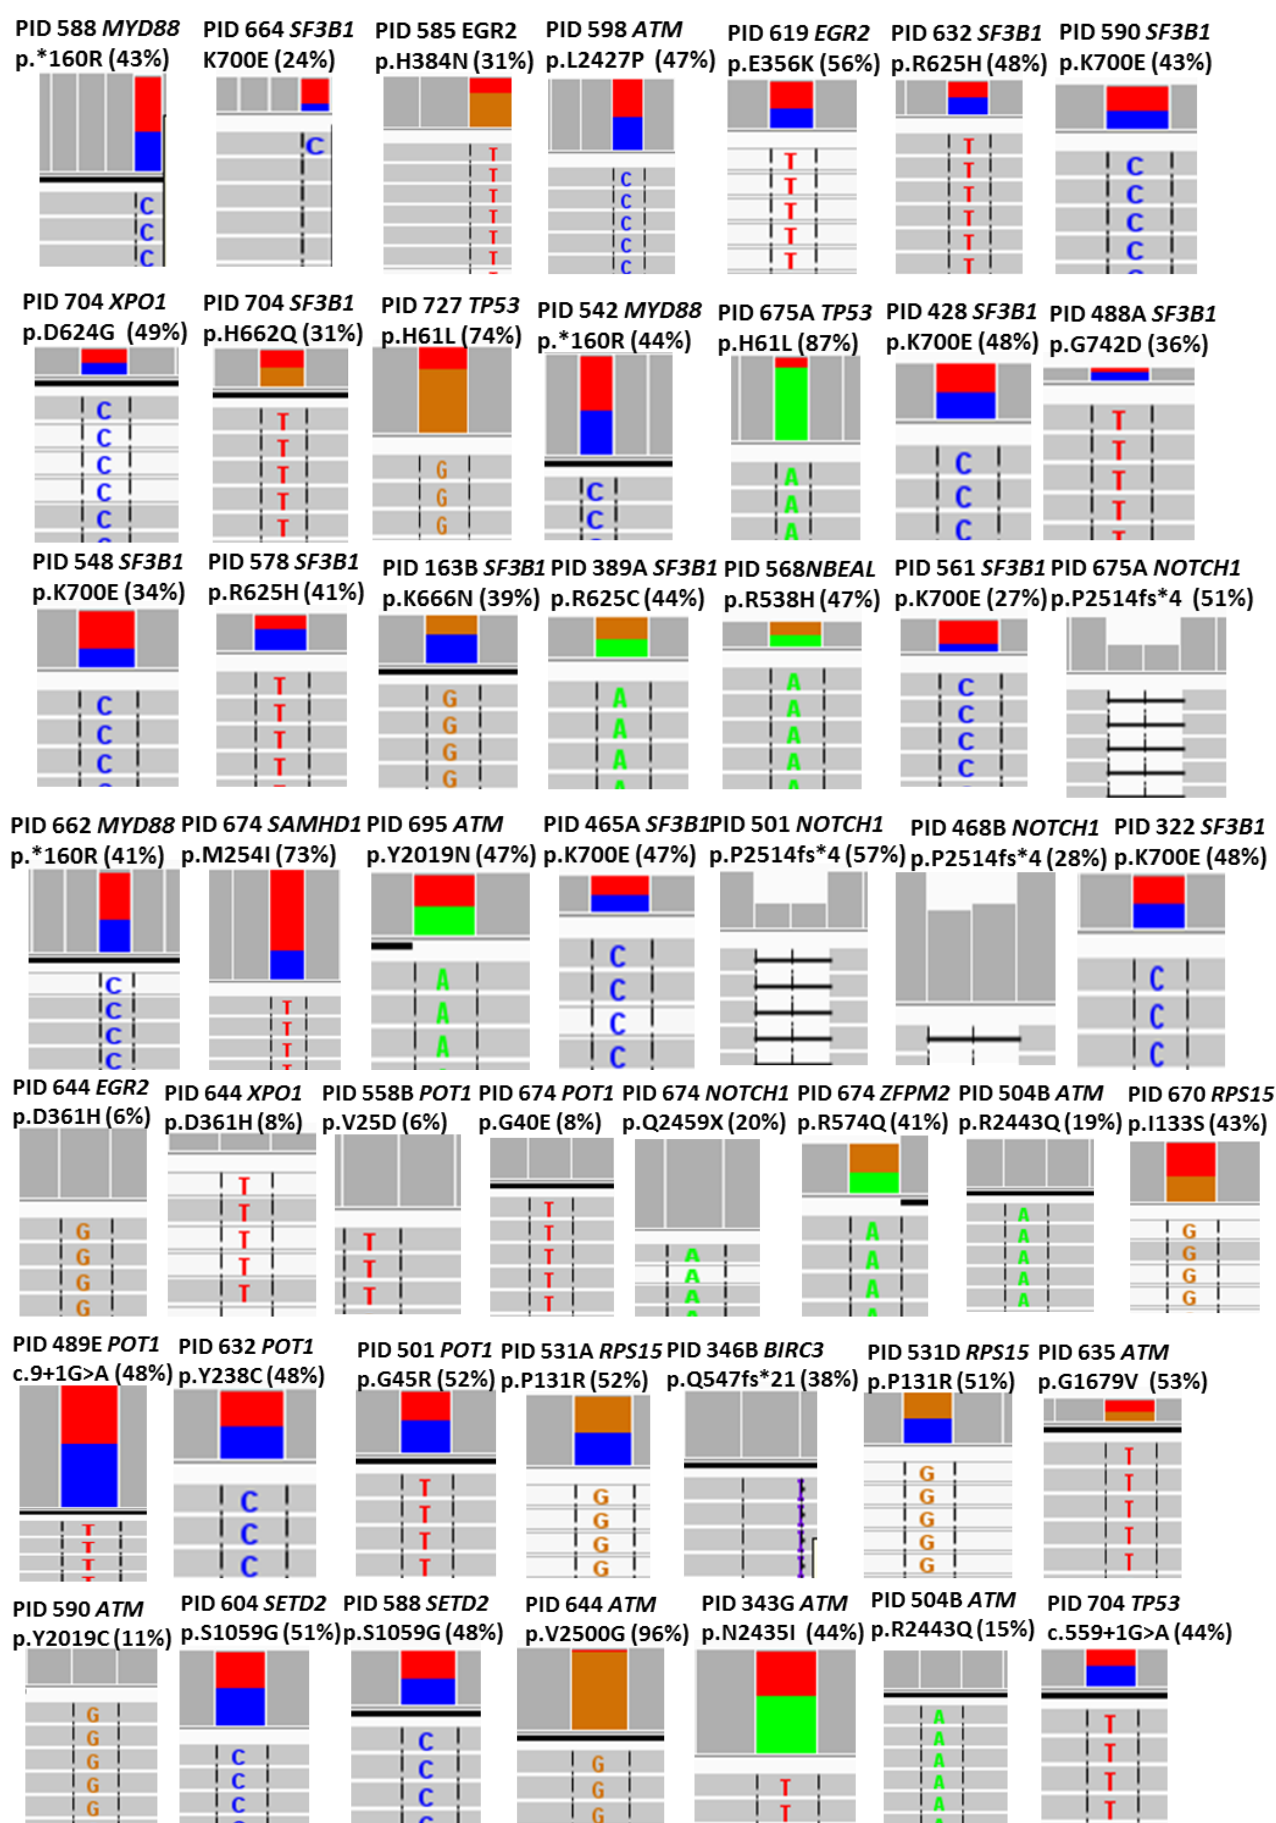 PID 588 MYD88
p.*160R (43%)
PID 664 SF3B1
K700E (24%)
PID 585 EGR2
p.H384N (31%)
PID 598 ATM
p.L2427P (47%)
PID 619 EGR2
p.E356K (56%)
PID 632 SF3B1
p.R625H (48%)
PID 590 SF3B1
p.K700E (43%)
C
C
C
C
T
T
T
T
T
T
C
C
C
C
C
T
T
T
T
T
T
T
T
T
T
T
C
C
C
C
PID 704 XPO1
p.D624G (49%)
PID 704 SF3B1
p.H662Q (31%)
PID 727 TP53
p.H61L (74%)
PID 542 MYD88
p.*160R (44%)
PID 675A TP53
p.H61L (87%)
PID 428 SF3B1
p.K700E (48%)
PID 488A SF3B1
p.G742D (36%)
C
C
C
C
C
T
T
T
T
T
G
G
G
C
C
A
A
A
C
C
C
T
T
T
T
T
PID 548 SF3B1
p.K700E (34%)
PID 578 SF3B1
p.R625H (41%)
PID 163B SF3B1
p.K666N (39%)
PID 389A SF3B1
p.R625C (44%)
PID 568NBEAL
p.R538H (47%)
PID 561 SF3B1
p.K700E (27%)
PID 675A NOTCH1
p.P2514fs*4 (51%)
C
C
C
T
T
T
T
G
G
G
G
A
A
A
A
A
A
A
A
C
C
C
C
PID 662 MYD88
p.*160R (41%)
PID 674 SAMHD1
p.M254I (73%)
PID 695 ATM
p.Y2019N (47%)
PID 465A SF3B1
p.K700E (47%)
PID 501 NOTCH1
p.P2514fs*4 (57%)
PID 468B NOTCH1
p.P2514fs*4 (28%)
PID 322 SF3B1
p.K700E (48%)
C
C
C
C
T
T
T
A
A
A
C
C
C
C
C
C
C
PID 644 EGR2
p.D361H (6%)
PID 644 XPO1
p.D361H (8%)
PID 558B POT1
p.V25D (6%)
PID 674 POT1
p.G40E (8%)
PID 674 NOTCH1
p.Q2459X (20%)
PID 674 ZFPM2
p.R574Q (41%)
PID 504B ATM
p.R2443Q (19%)
PID 670 RPS15
p.I133S (43%)
G
G
G
G
T
T
T
T
T
T
T
T
T
T
T
T
T
A
A
A
A
A
A
A
A
A
A
A
A
G
G
G
G
PID 489E POT1
c.9+1G>A (48%)
PID 632 POT1
p.Y238C (48%)
PID 501 POT1
p.G45R (52%)
PID 531A RPS15
p.P131R (52%)
PID 346B BIRC3
p.Q547fs*21 (38%)
PID 531D RPS15
p.P131R (51%)
PID 635 ATM
p.G1679V (53%)
T
T
T
T
C
C
C
T
T
T
T
G
G
G
G
G
G
G
G
G
T
T
T
T
T
PID 590 ATM
p.Y2019C (11%)
PID 604 SETD2
p.S1059G (51%)
PID 588 SETD2
p.S1059G (48%)
PID 644 ATM
p.V2500G (96%)
PID 343G ATM
p.N2435I (44%)
PID 504B ATM
p.R2443Q (15%)
PID 704 TP53
c.559+1G>A (44%)
G
G
G
G
G
C
C
C
C
C
C
C
G
G
G
T
T
A
A
A
A
A
T
T
T
T